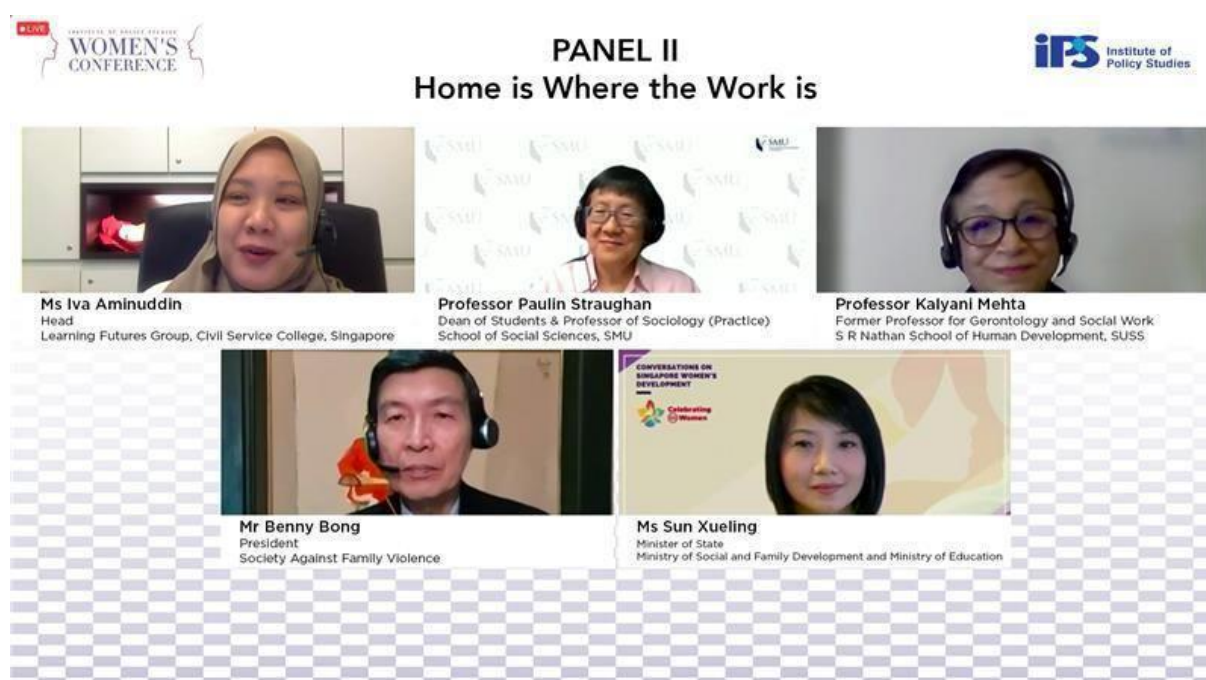 LIVE
INSTITUTE OF POLICY STUDIES
WOMEN'S
CONFERENCE
PANEL II
Home is Where the Work is
iPS Institute of
Policy Studies
SMU
Ms Iva Aminuddin
Head
Learning Futures Group, Civil Service College, Singapore
Professor Paulin Straughan
Dean of Students & Professor of Sociology (Practice)
School of Social Sciences, SMU
Professor Kalyani Mehta
Former Professor for Gerontology and Social Work
S R Nathan School of Human Development, SUSS
CONVERSATIONS ON
SINGAPORE WOMEN'S
DEVELOPMENT
Celebrating
Women
Mr Benny Bong
President
Society Against Family Violence
Ms Sun Xueling
Minister of State
Ministry of Social and Family Development and Ministry of Education